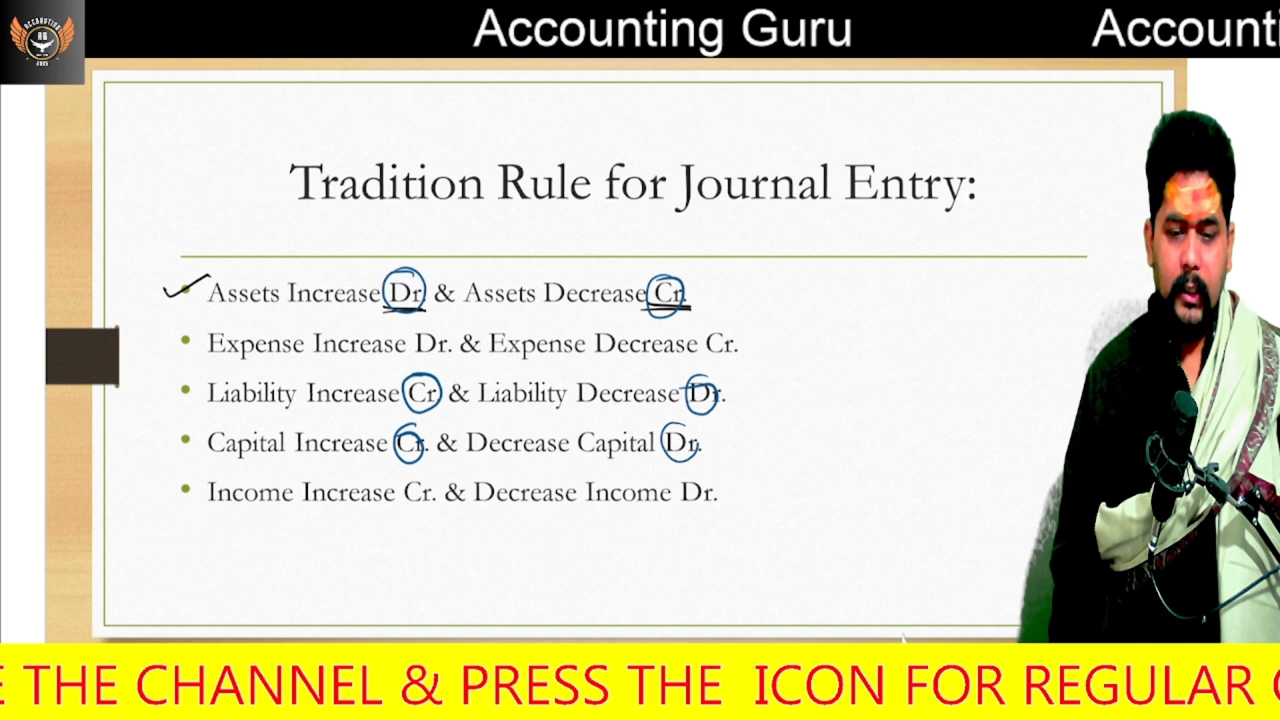 Accounting Guru
Accounti
Tradition Rule for Journal Entry:
Assets Increase Dr. & Assets Decrease Cr.
Expense Increase Dr. & Expense Decrease Cr.
Liability Increase Cr & Liability Decrease Dr.
Capital Increase Cr. & Decrease Capital Dr.
Income Increase Cr. & Decrease Income Dr.
E THE CHANNEL & PRESS THE ICON FOR REGULAR